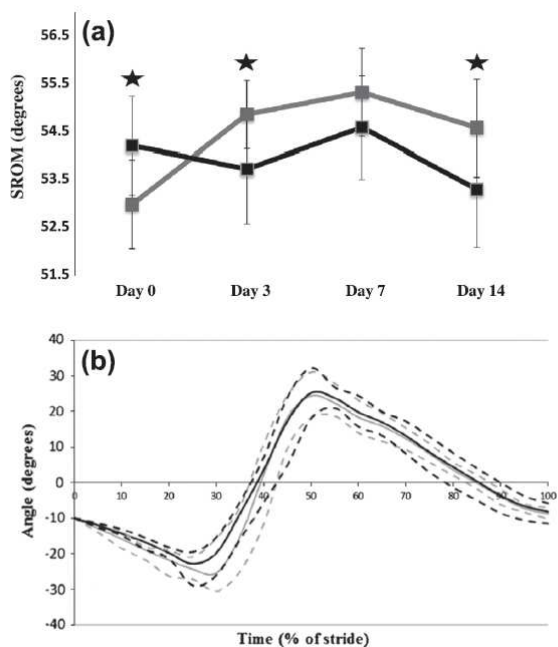 (a)
SROM (degrees)
56.5
55.5
54.5
53.5
52.5
51.5
Day 0 Day 3 Day 7 Day 14
(b)
Angle (degrees)
40
30
20
10
0
-10
-20
-30
-40
0 10 20 30 40 50 60 70 80 90 100
Time (% of stride)